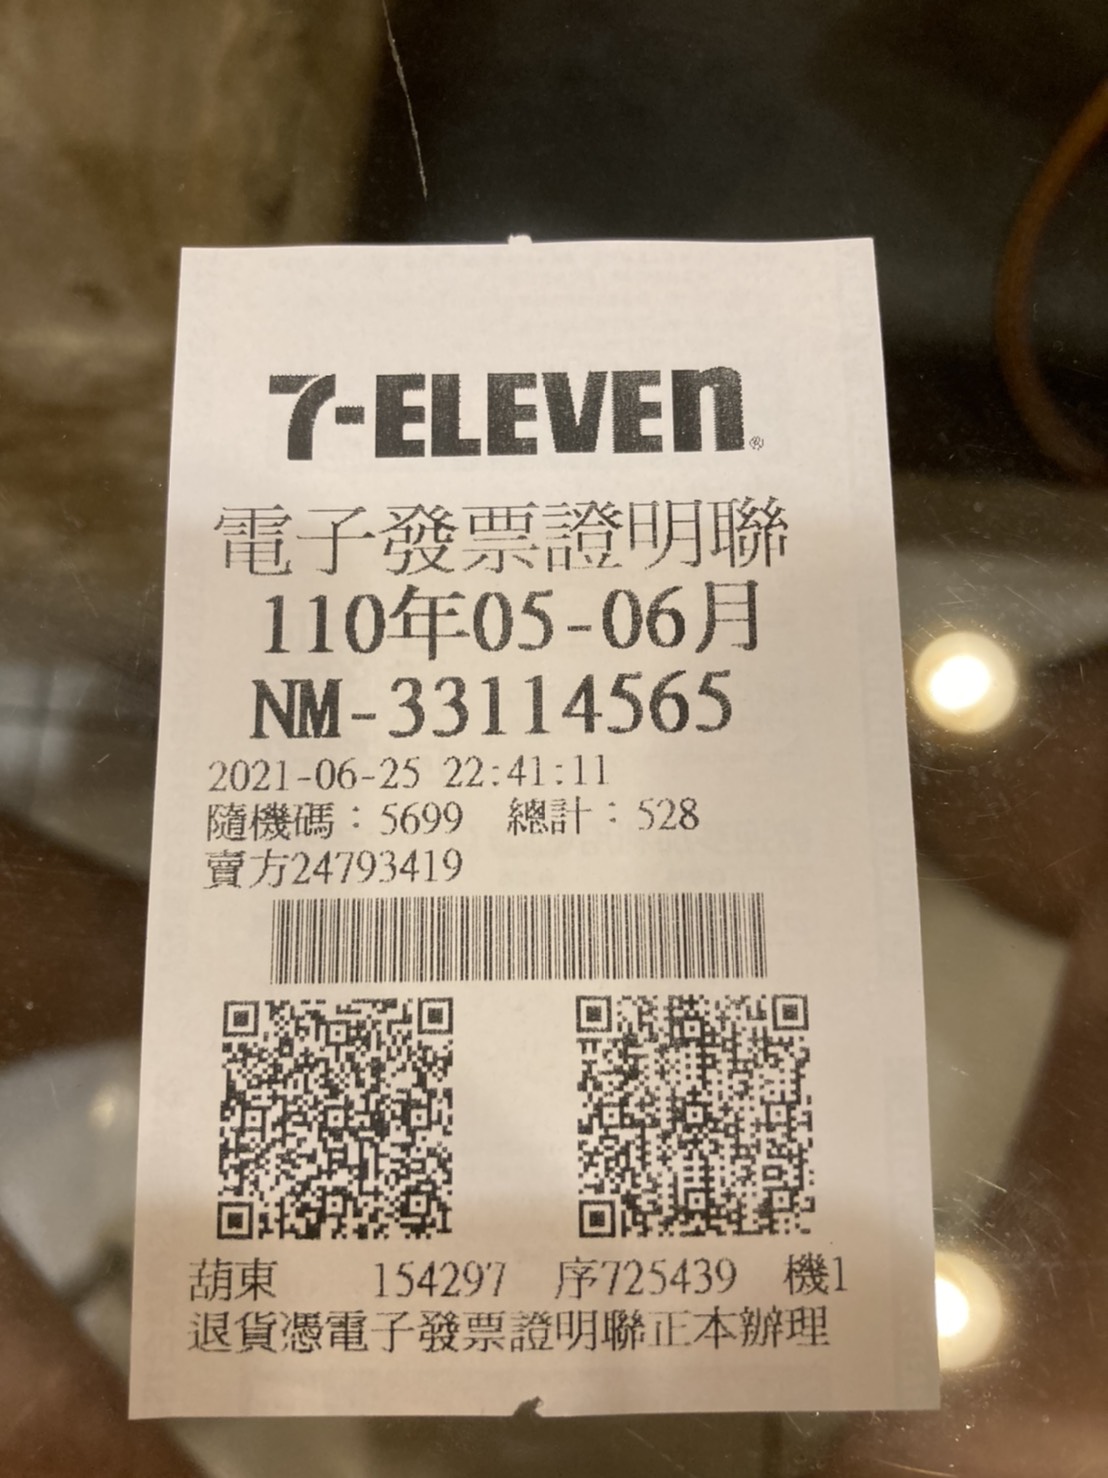 7-ELEVEn®
電子發票證明聯
110年05-06月
NM-33114565
2021-06-25 22:41:11
隨機碼：5699 總計：528
賣方24793419
葫東 154297 序725439 機1
退貨憑電子發票證明聯正本辦理